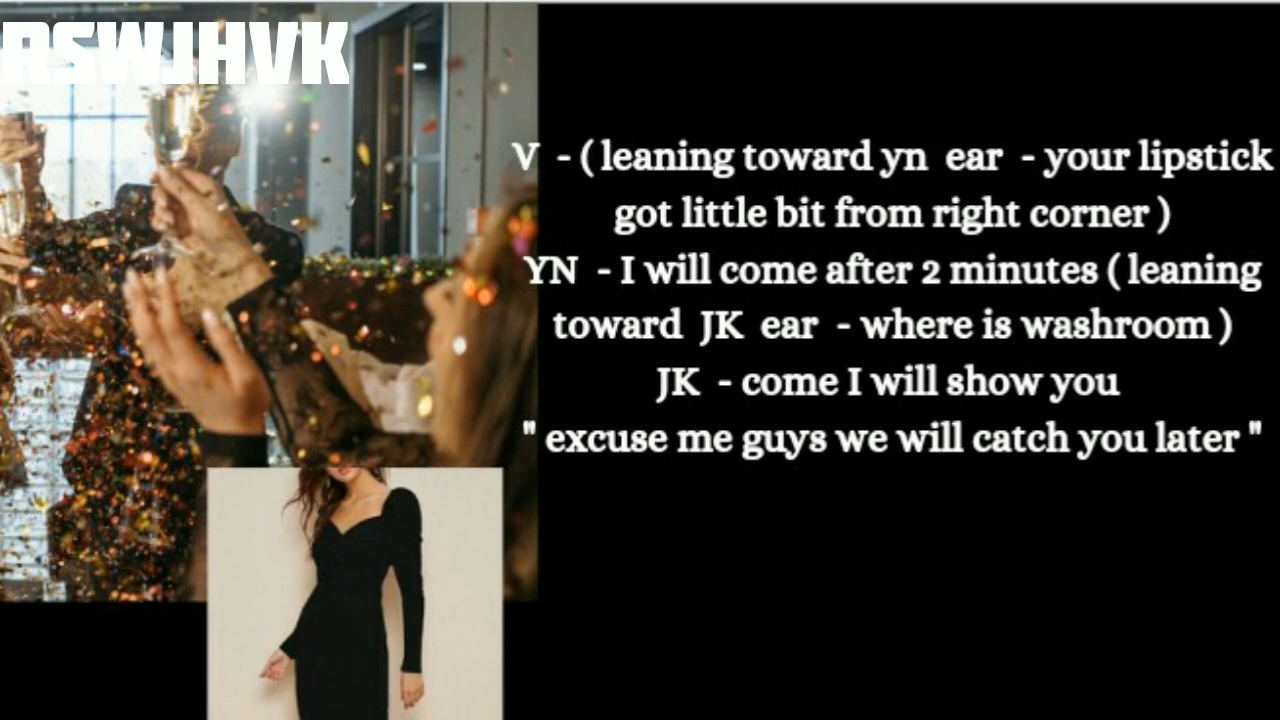 RSWJHVK
V - ( leaning toward yn ear - your lipstick
got little bit from right corner )
YN - I will come after 2 minutes ( leaning
toward JK ear - where is washroom )
JK - come I will show you
" excuse me guys we will catch you later "